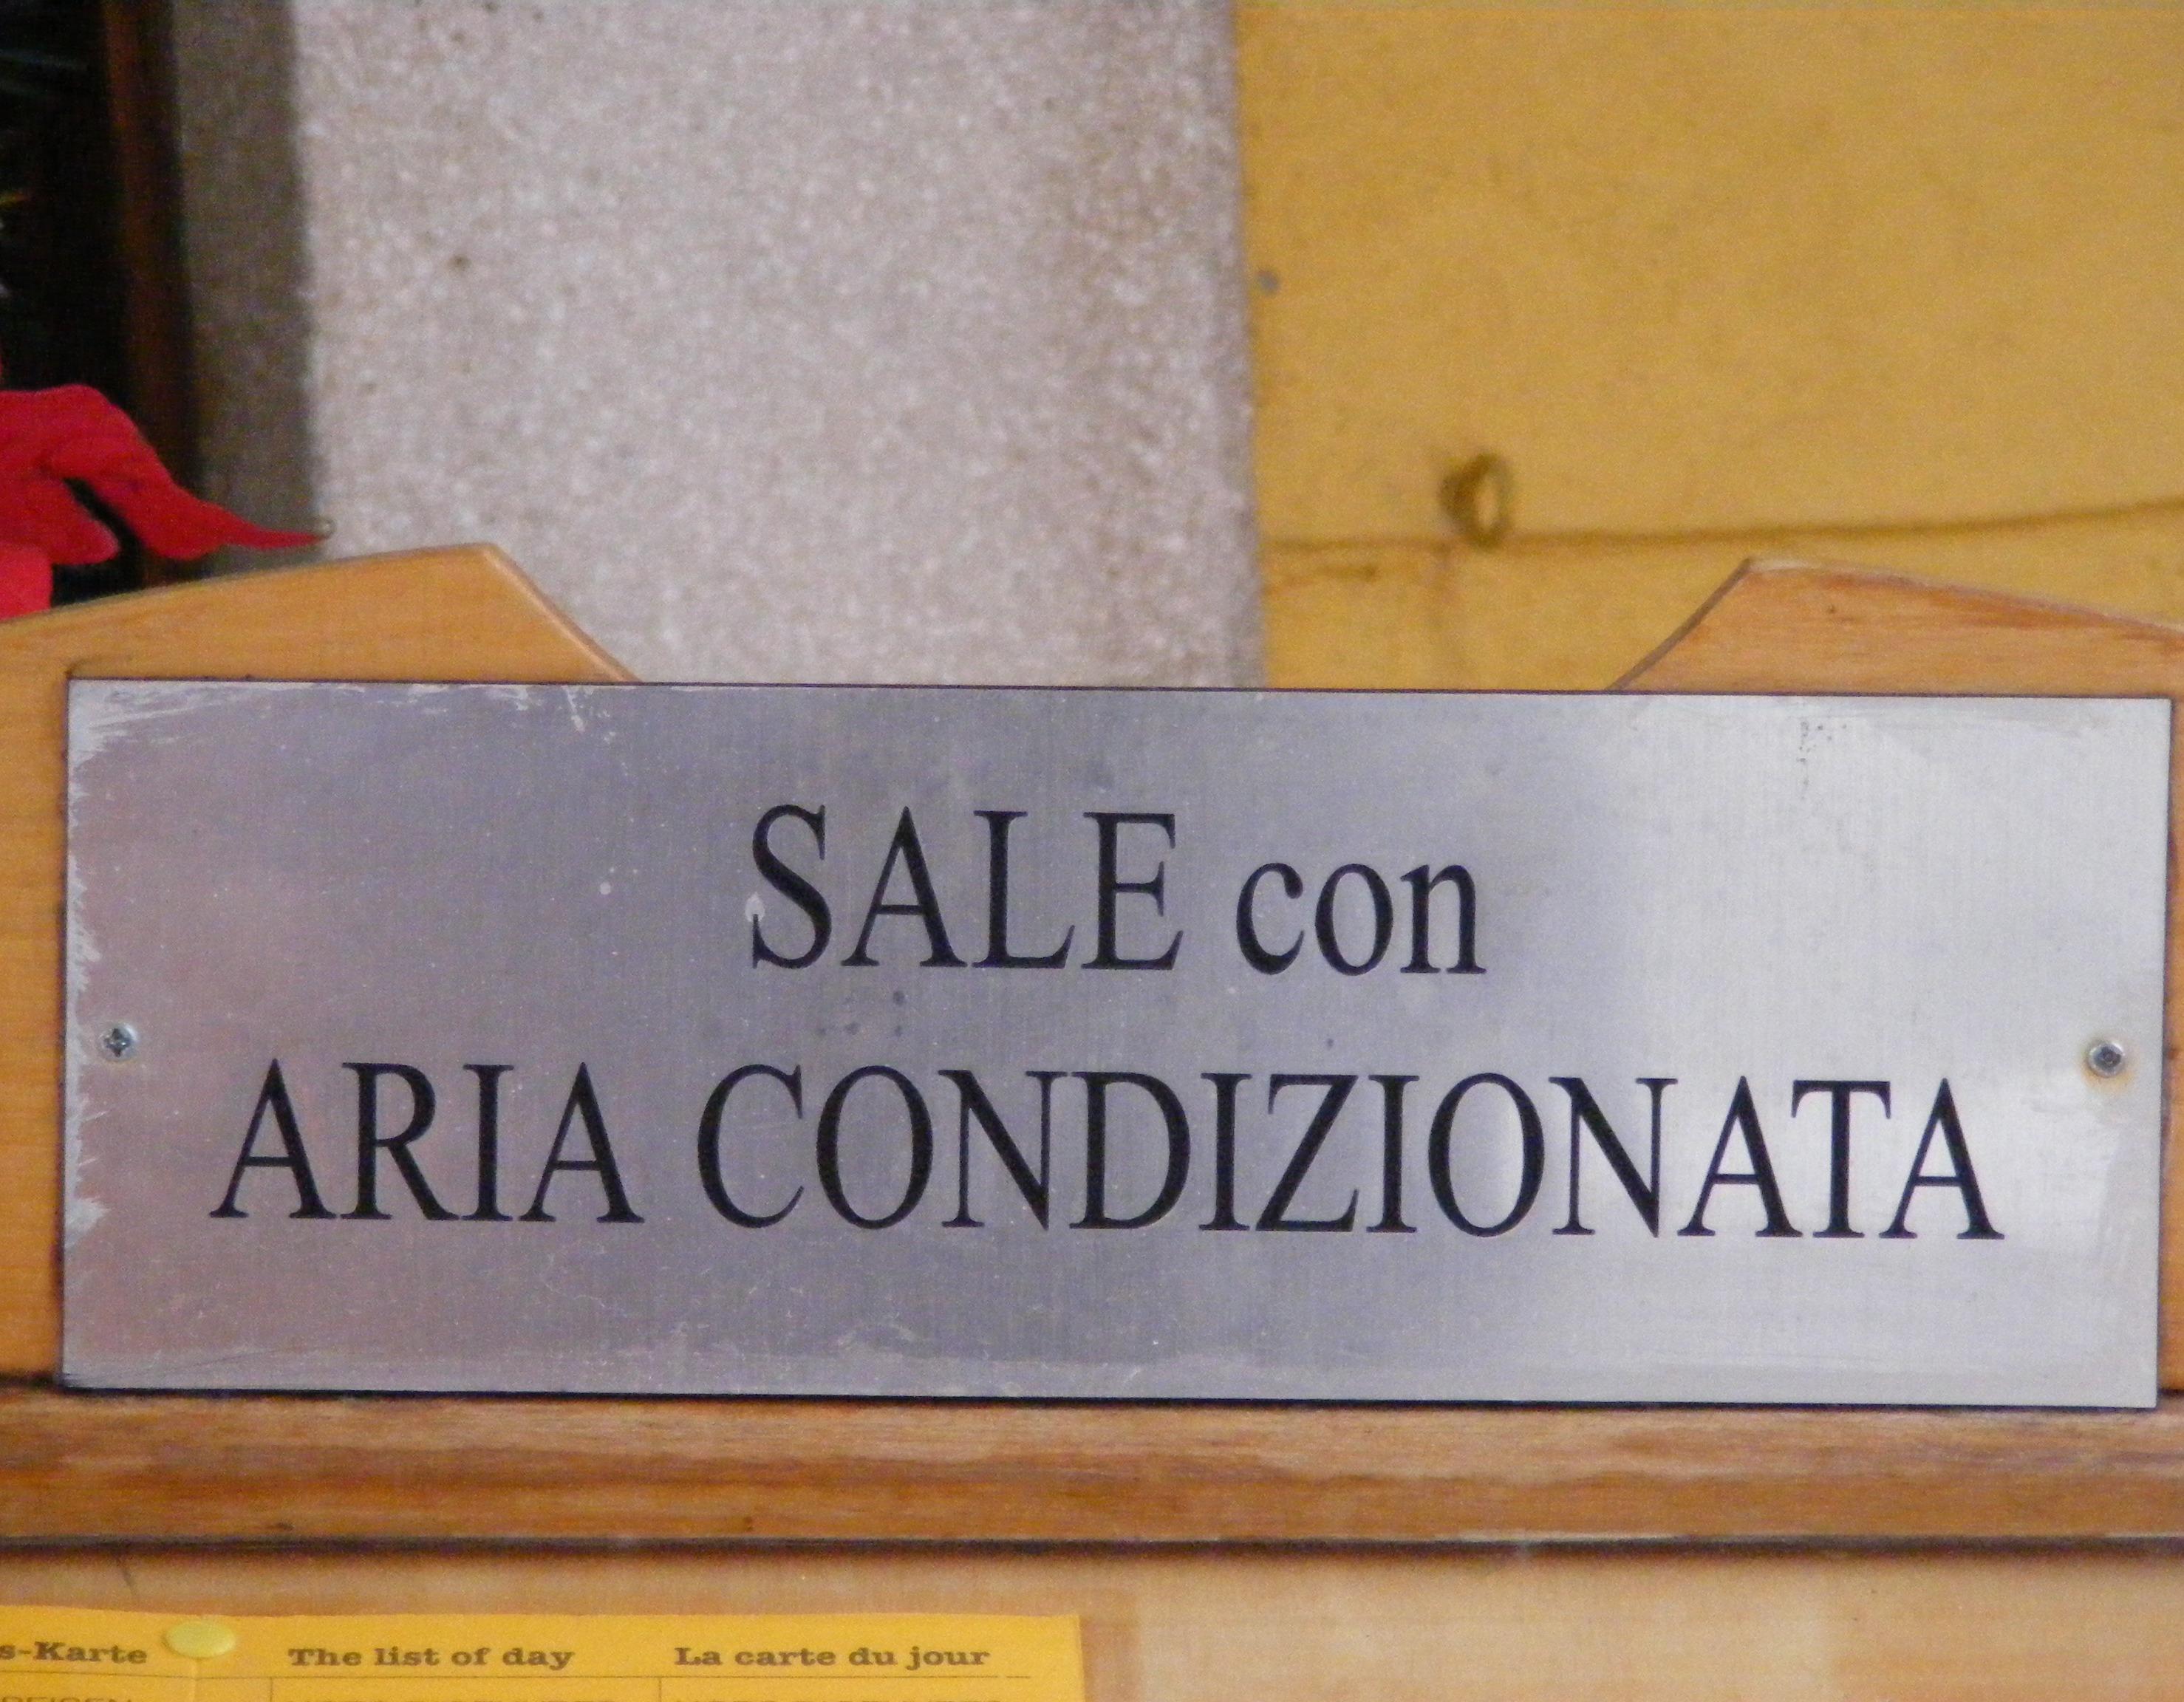 SALE con
ARIA CONDIZIONATA
s-Karte The list of day La carte du jour